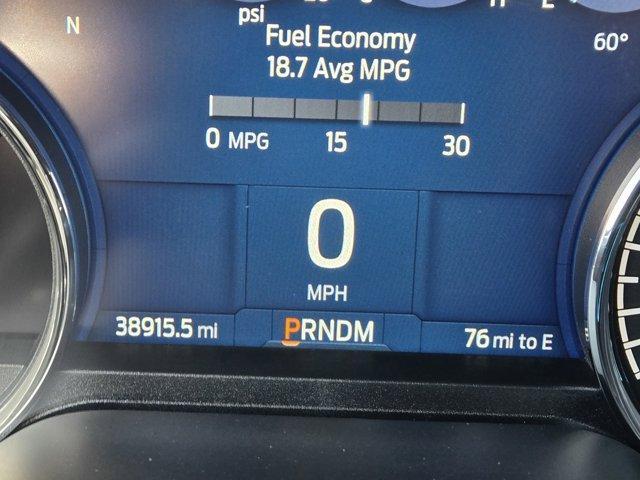 psi
N
Fuel Economy
60°
18.7 Avg MPG
0 MPG 15 30
0
MPH
38915.5 mi PRNDM 76 mi to E